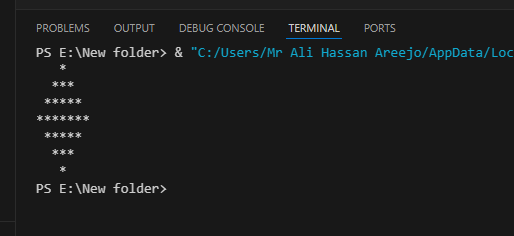 PROBLEMS OUTPUT DEBUG CONSOLE TERMINAL PORTS
PS E:\New folder> & "C:/Users/Mr Ali Hassan Areejo/AppData/Loc
   *
  ***
 *****
*******
 *****
  ***
   *
PS E:\New folder>